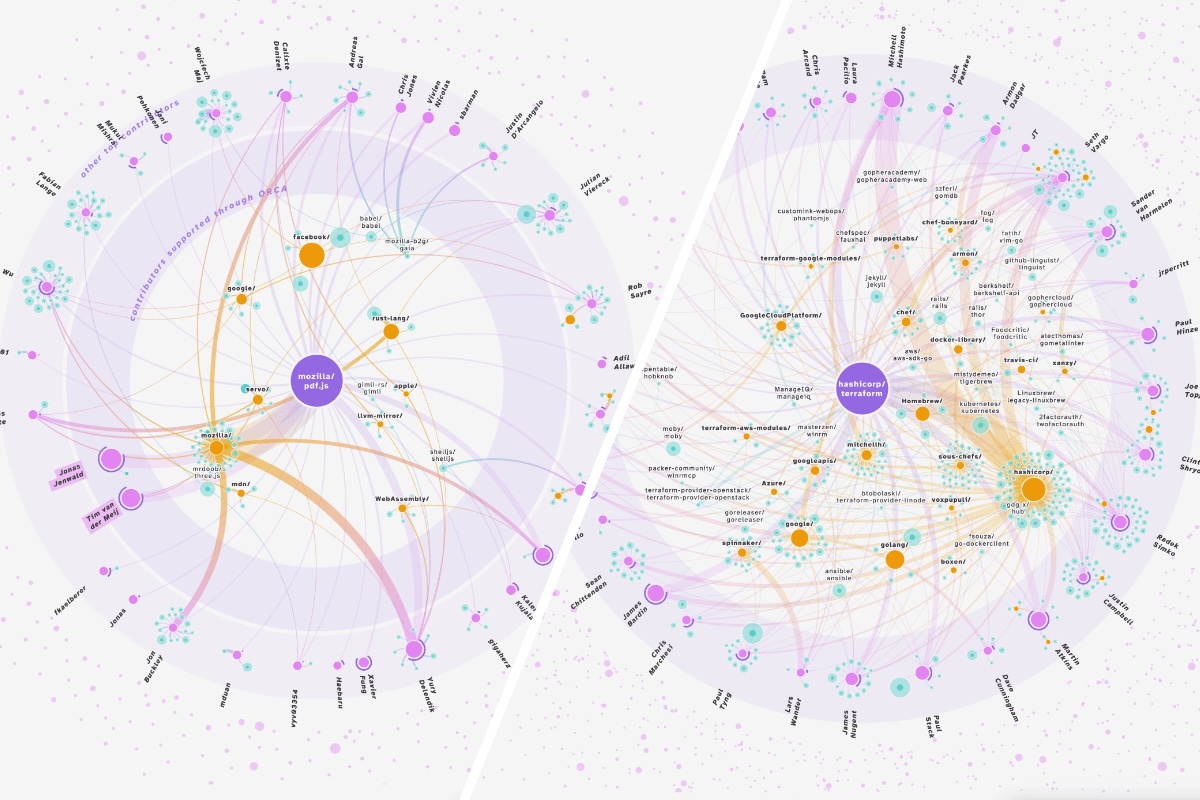 Wojciech
Maj
Calixte
Denizet
Andreas
Gal
Chris
Jones
Vivien
Nicolas
sbarman
Justin
D'Arcangelo
Julian
Viereck
Rob
Sayre
Adil
Allaw
other top contributors
contributors supported through ORCA
Mukul
Mishra
Jani
Pehkonen
Fabian
Lange
Wu
facebook/
babel/
babel
mozilla-b2g/
gaia
google/
rust-lang/
mozilla/
pdf.js
servo/
gimli-rs/
gimli
apple/
llvm-mirror/
mozilla/
mrdoob/
three.js
mdn/
shelljs/
shelljs
WebAssembly/
Jonas
Jenwald
Tim van
der Meij
fkaelberer
Jonas
Jon
Buckley
mduan
vyv03354
Haebaru
Xavier
Fung
Yury
Delendik
gigaherz
Kalervo
Kujala
Chris
Arcand
Laura
Pacilio
Mitchell
Hashimoto
Jack
Pearkes
Armon
Dadgar
JT
Seth
Vargo
Sander
van
Harmelen
jrperritt
Paul
Hinze
Joe
Clint
Radek
Simko
Justin
Campbell
Martin
Atkins
Dave
Cunningham
Paul
Stack
James
Nugent
Lars
Wander
Paul
Tyng
Chris
Marchesi
James
Bardin
Sean
Chittenden
gopheracademy/
gopheracademy-web
szferi/
gomdb
customink-webops/
phantomjs
chefspec/
fauxhai
chef-boneyard/
fog/
fog
puppetlabs/
fatih/
vim-go
terraform-google-modules/
armon/
github-linguist/
linguist
jekyll/
jekyll
berkshelf/
berkshelf-api
rails/
rails
rails/
thor
gophercloud/
gophercloud
GoogleCloudPlatform/
chef/
Foodcritic/
foodcritic
alecthomas/
gometalinter
docker-library/
aws/
aws-sdk-go
travis-ci/
xanzy/
mistydemeo/
tigerbrew
hashicorp/
terraform
ManageIQ/
manageiq
Linuxbrew/
legacy-linuxbrew
Homebrew/
kubernetes/
kubernetes
2factorauth/
twofactorauth
moby/
moby
terraform-aws-modules/
masterzen/
winrm
mitchellh/
packer-community/
winrmcp
googleapis/
sous-chefs/
hashicorp/
Azure/
terraform-provider-openstack/
terraform-provider-openstack
btobolaski/
terraform-provider-linode
voxpupuli/
gdg-x/
hub
goreleaser/
goreleaser
google/
spinnaker/
golang/
fsouza/
go-dockerclient
boxen/
ansible/
ansible